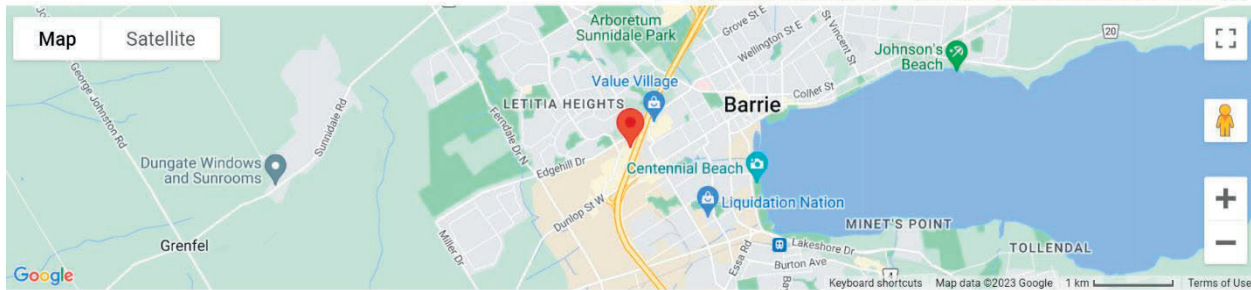 Map
Satellite
Arboretum
Sunnidale Park
Grove St E
Wellington St E
St Vincent St
20
Johnson's
Beach
George Johnston Rd
Sunnidale Rd
Ferndale Dr N
Value Village
LETITIA HEIGHTS
Barrie
Collier St
Dungate Windows
and Sunrooms
Edgehill Dr
Centennial Beach
Dunlop St W
Liquidation Nation
Grenfel
Miller Dr
Essa Rd
MINET'S POINT
Lakeshore Dr
TOLLENDAL
Burton Ave
4
Google
Keyboard shortcuts
Map data ©2023 Google
1 km
Terms of Use